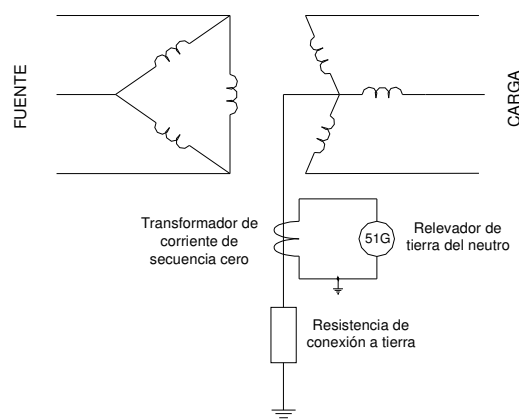 FUENTE
CARGA
Transformador de
corriente de
secuencia cero
51G
Relevador de
tierra del neutro
Resistencia de
conexión a tierra